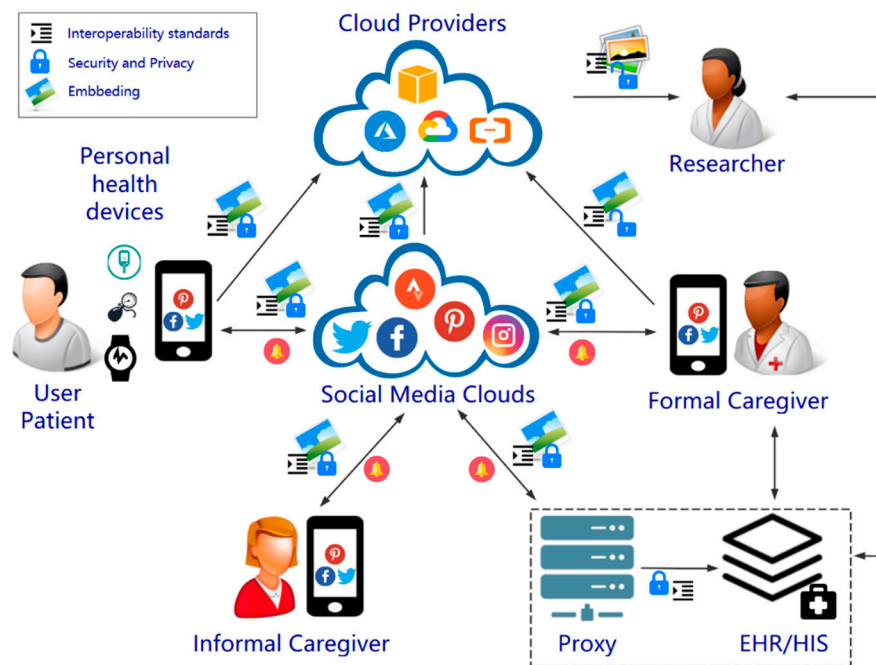 Interoperability standards
Security and Privacy
Embbeding
Cloud Providers
Researcher
Personal
health
devices
User
Patient
Social Media Clouds
Formal Caregiver
Informal Caregiver
Proxy
EHR/HIS